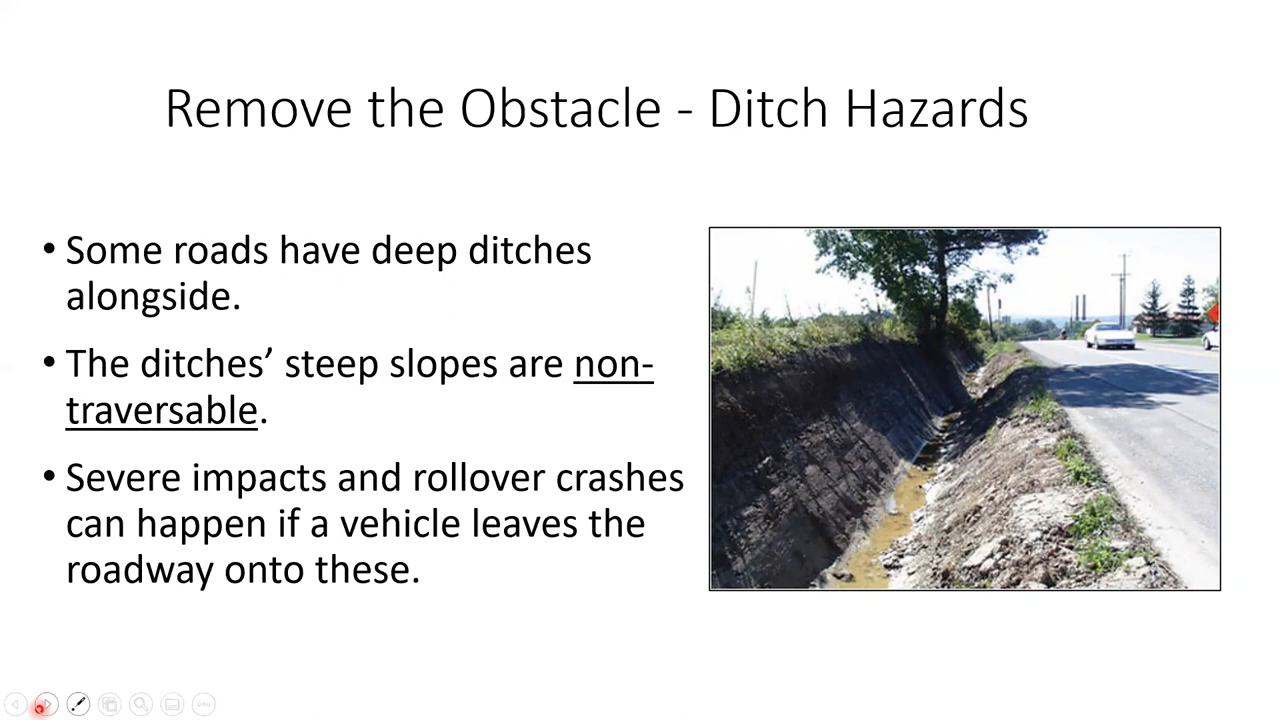 Remove the Obstacle - Ditch Hazards
• Some roads have deep ditches
alongside.
• The ditches’ steep slopes are non-
traversable.
• Severe impacts and rollover crashes
can happen if a vehicle leaves the
roadway onto these.